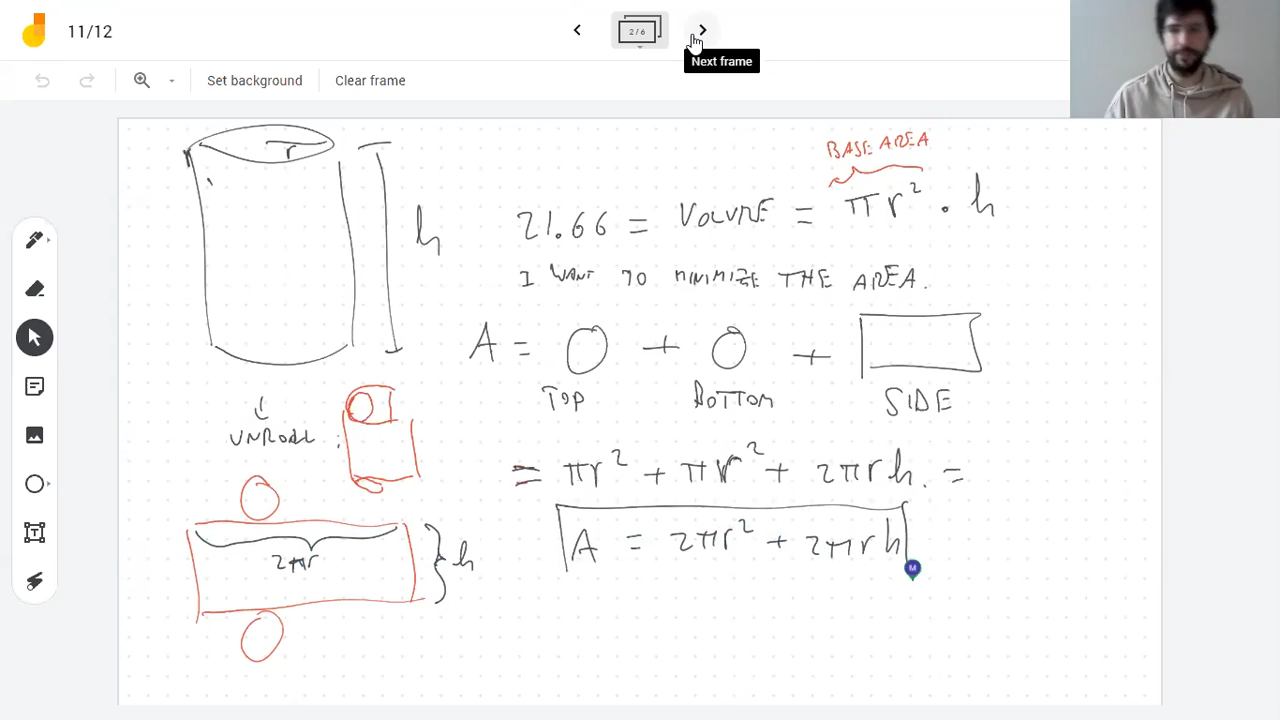 11/12
2/6
Next frame
Set background
Clear frame
r
r
h
BASE AREA
21.66 = VOLUME = πr² · h
I WANT TO MINIMIZE THE AREA.
A = + +
TOP BOTTOM SIDE
↓
UNROLL :
= πr² + πr² + 2πrh. =
A = 2πr² + 2πrh
2πr
h
M